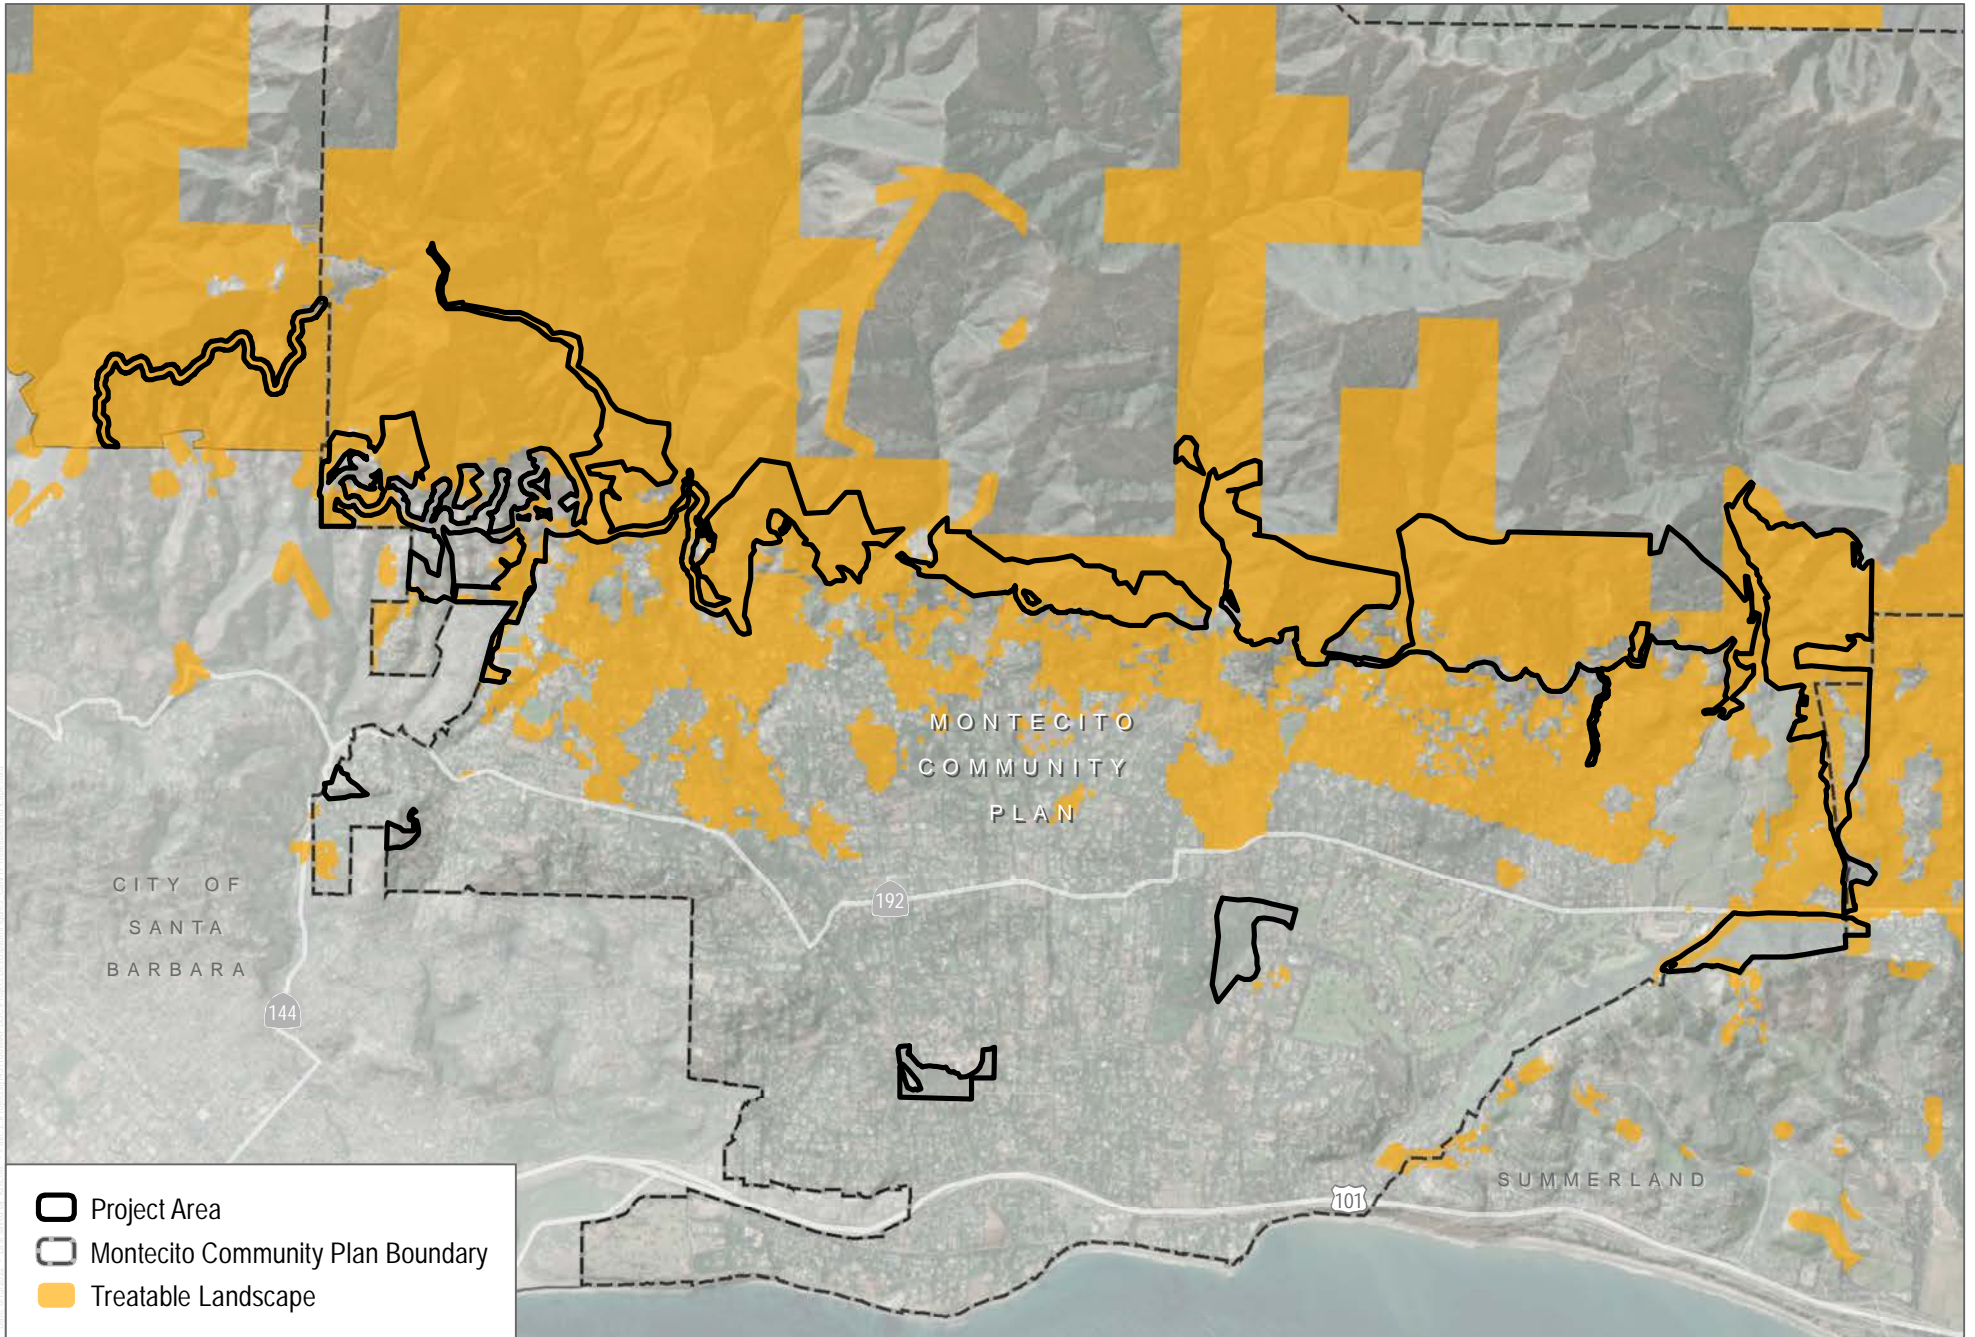 MONTECITO
COMMUNITY
PLAN
CITY OF
SANTA
BARBARA
192
144
101
SUMMERLAND
Project Area
Montecito Community Plan Boundary
Treatable Landscape